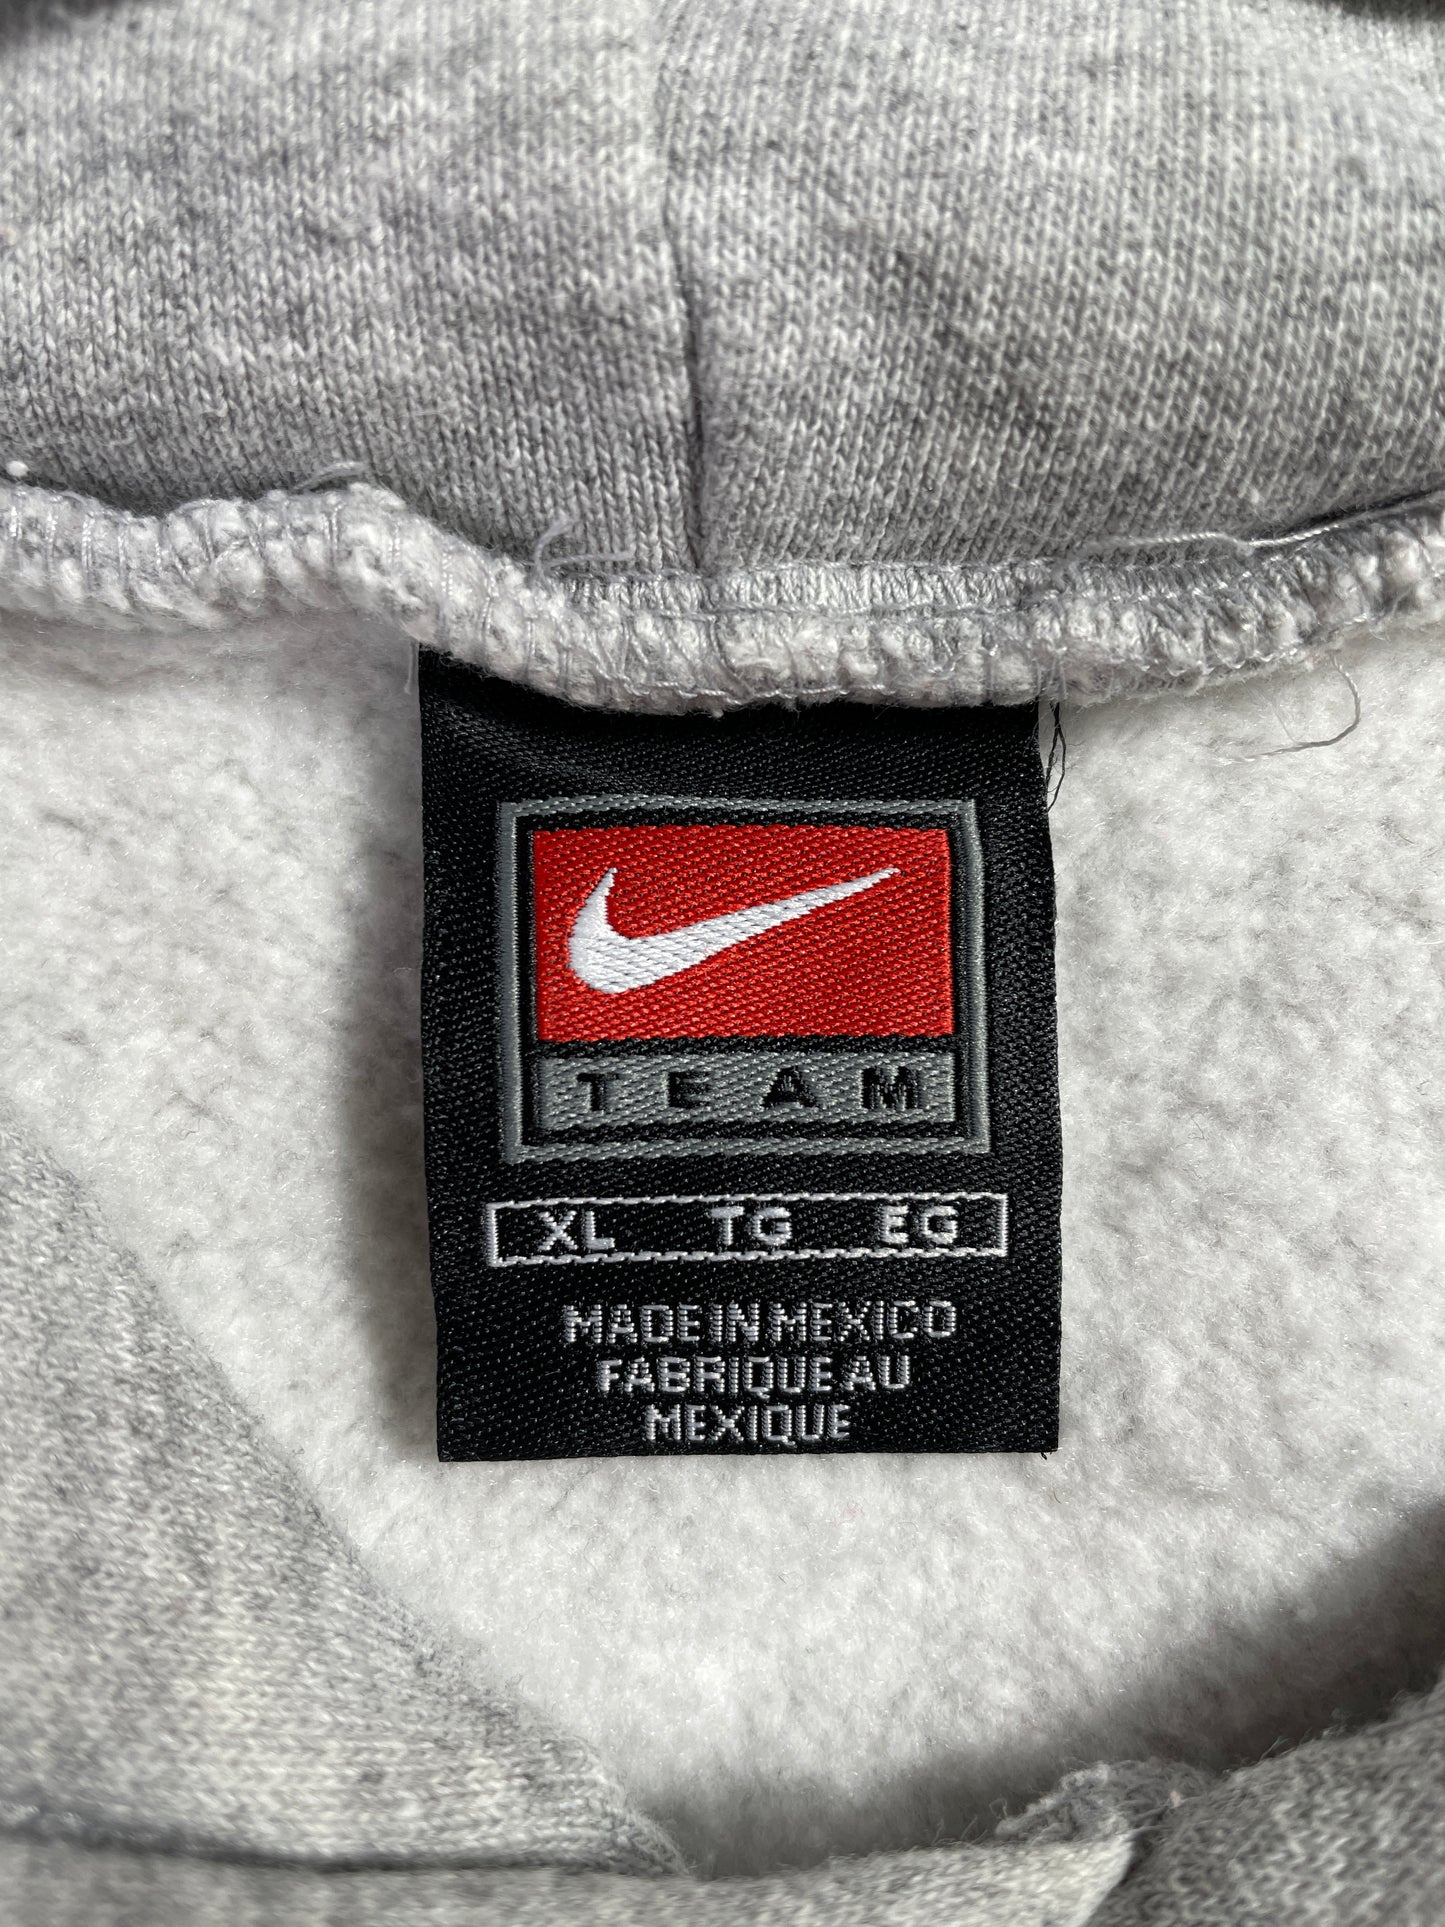 TEAM
XL TG EG
MADE IN MEXICO
FABRIQUE AU
MEXIQUE